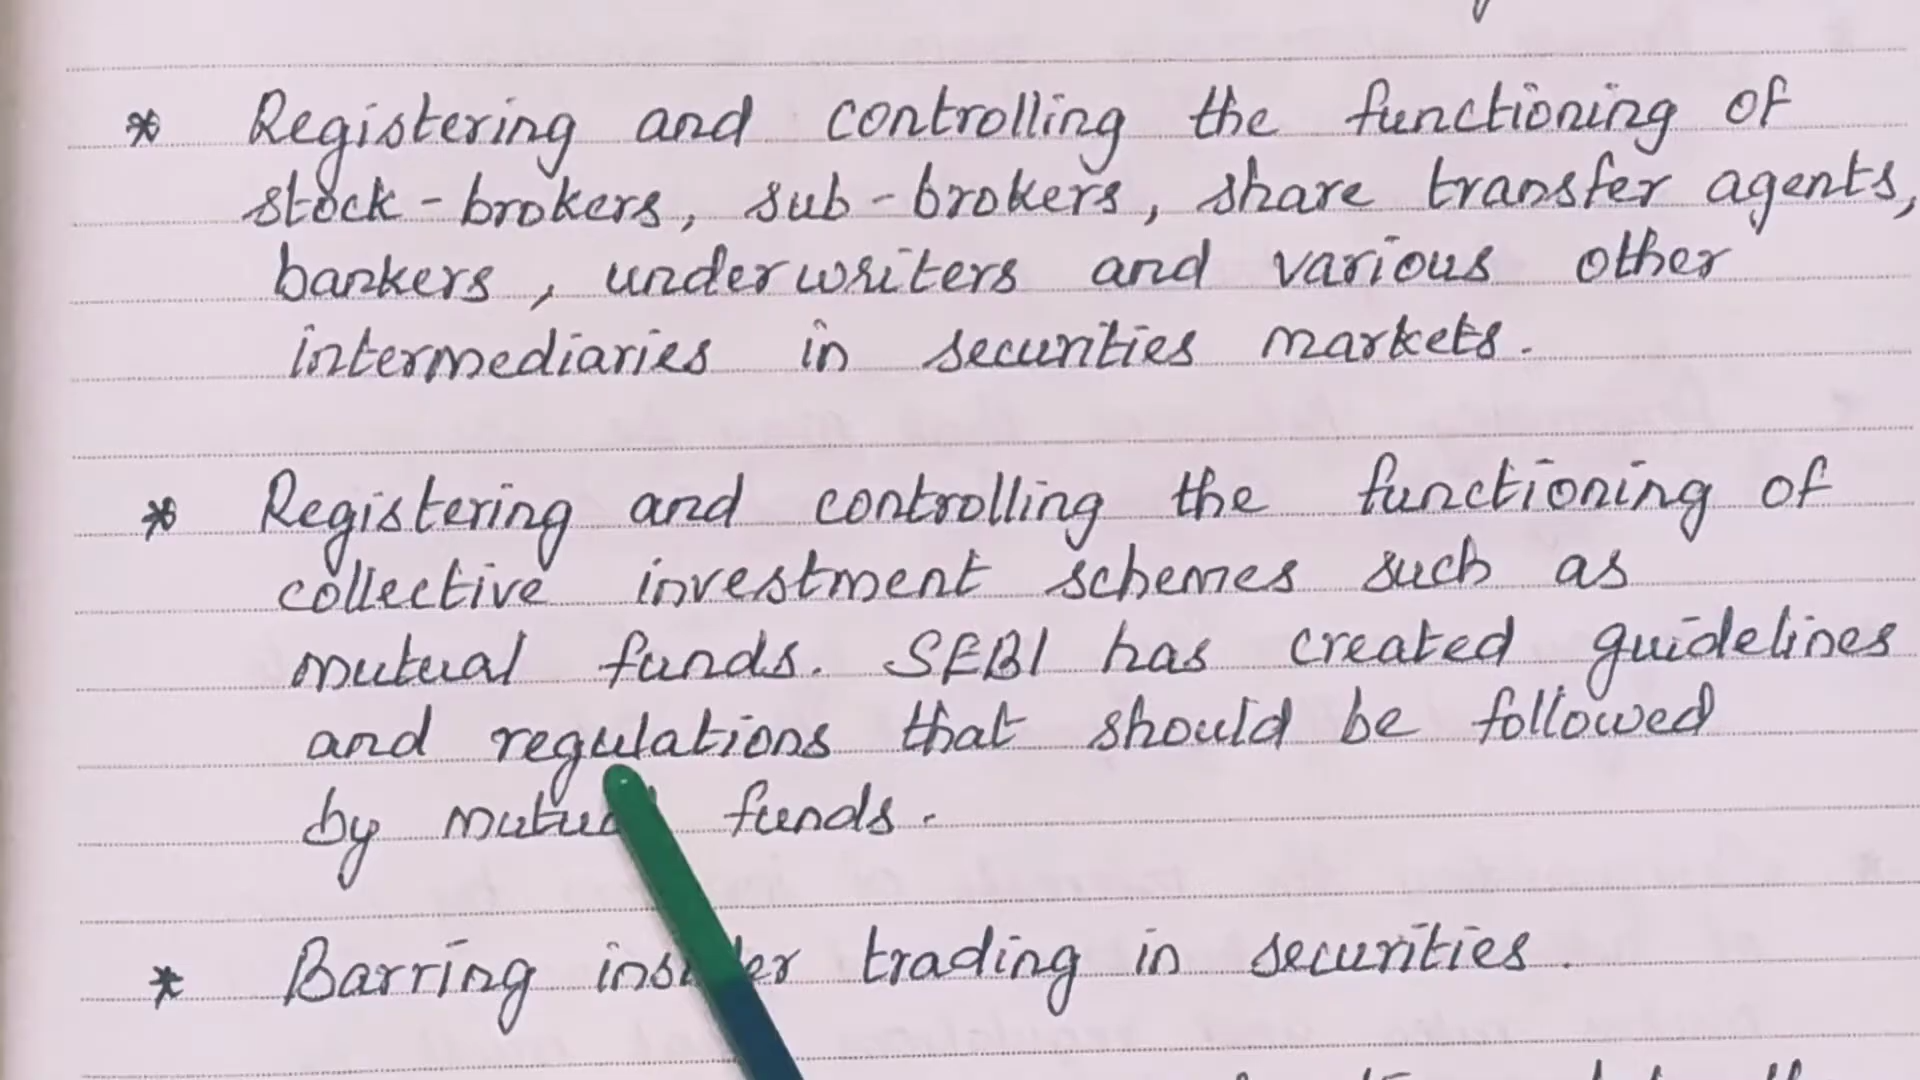 * Registering and controlling the functioning of
stock-brokers, sub-brokers, share transfer agents,
bankers, underwriters and various other
intermediaries in securities markets.
* Registering and controlling the functioning of
collective investment schemes such as
mutual funds. SEBI has created guidelines
and regulations that should be followed
by mutual funds.
* Barring insider trading in securities.